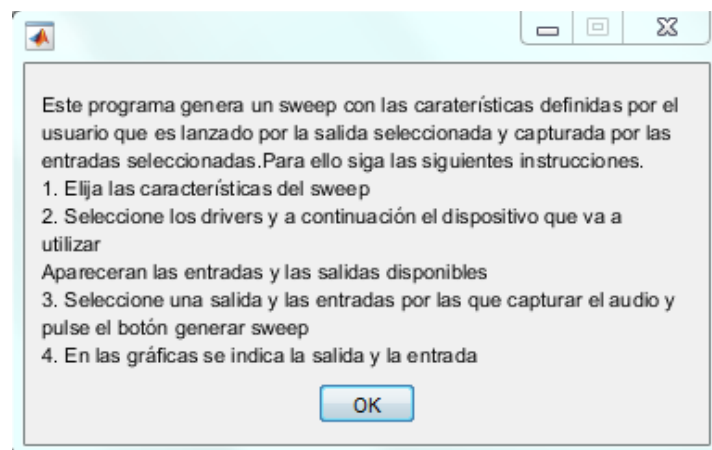 Este programa genera un sweep con las caraterísticas definidas por el
usuario que es lanzado por la salida seleccionada y capturada por las
entradas seleccionadas.Para ello siga las siguientes instrucciones.
1. Elija las características del sweep
2. Seleccione los drivers y a continuación el dispositivo que va a
utilizar
Apareceran las entradas y las salidas disponibles
3. Seleccione una salida y las entradas por las que capturar el audio y
pulse el botón generar sweep
4. En las gráficas se indica la salida y la entrada
OK